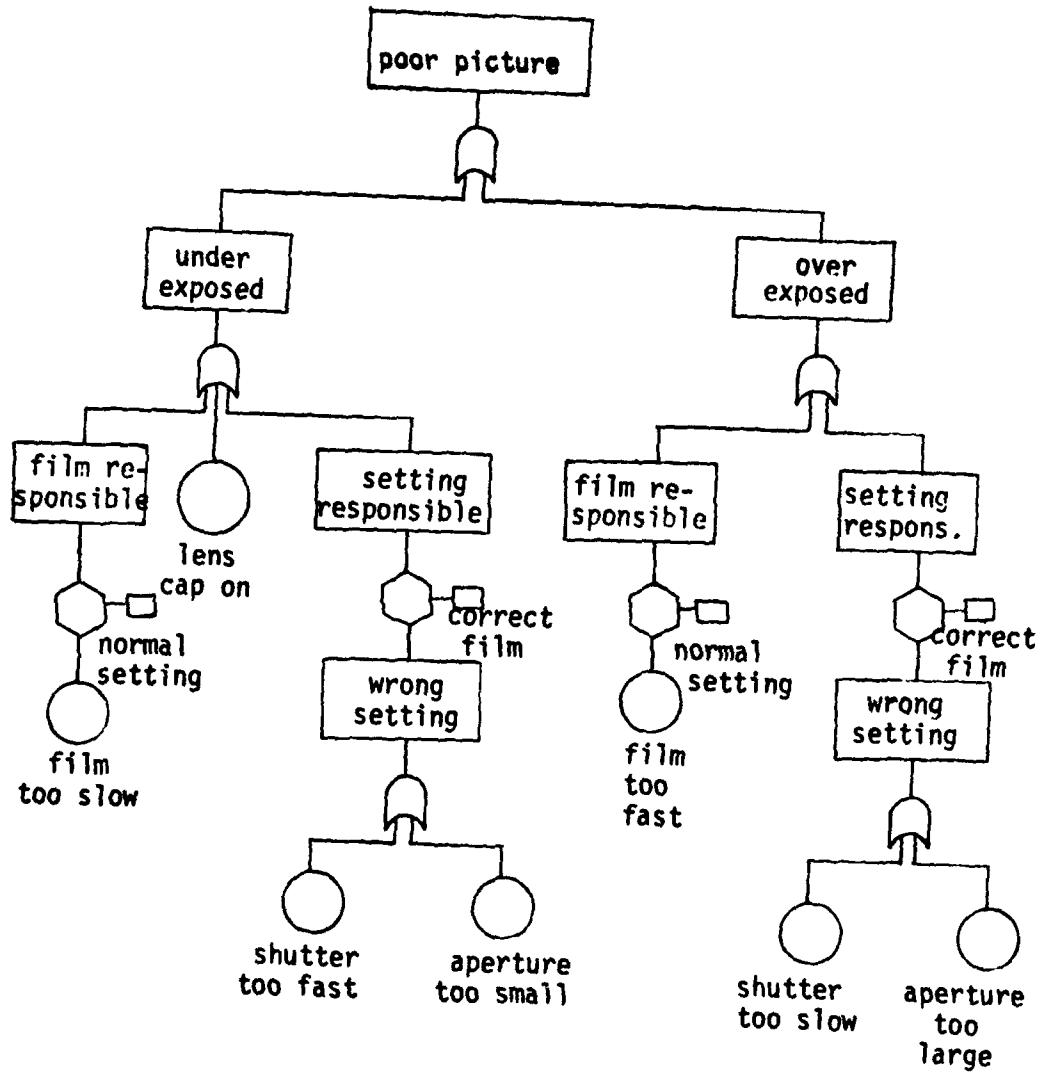 poor picture
under
exposed
over
exposed
film re-
sponsible
lens
cap on
setting
responsible
film re-
sponsible
setting
respons.
normal
setting
correct
film
normal
setting
correct
film
film
too slow
wrong
setting
film
too
fast
wrong
setting
shutter
too fast
aperture
too small
shutter
too slow
aperture
too
large